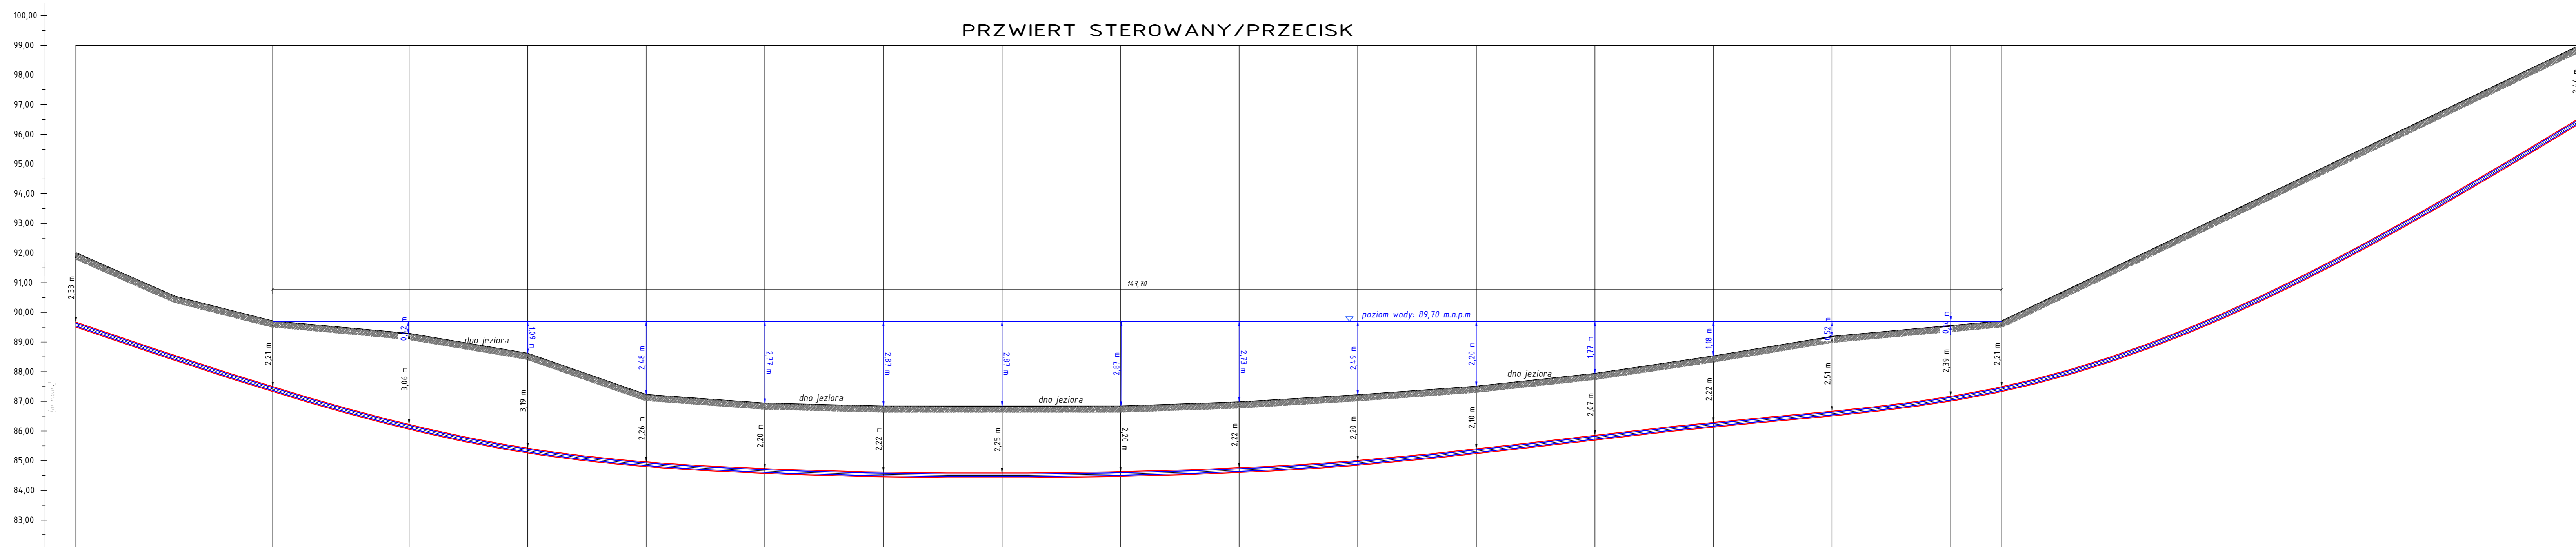 PRZWIERT STEROWANY/PRZECISK
100,00
99,00
98,00
97,00
96,00
95,00
94,00
93,00
92,00
91,00
90,00
89,00
88,00
87,00
86,00
85,00
84,00
83,00
143,70
poziom wody: 89,70 m.n.p.m
dno jeziora
dno jeziora
dno jeziora
dno jeziora
1,09 m
2,48 m
2,77 m
2,87 m
2,87 m
2,87 m
2,73 m
2,49 m
2,20 m
1,77 m
1,18 m
0,52 m
2,33 m
2,21 m
3,06 m
3,19 m
2,26 m
2,20 m
2,22 m
2,25 m
2,20 m
2,22 m
2,20 m
2,10 m
2,07 m
2,22 m
2,51 m
2,39 m
2,21 m